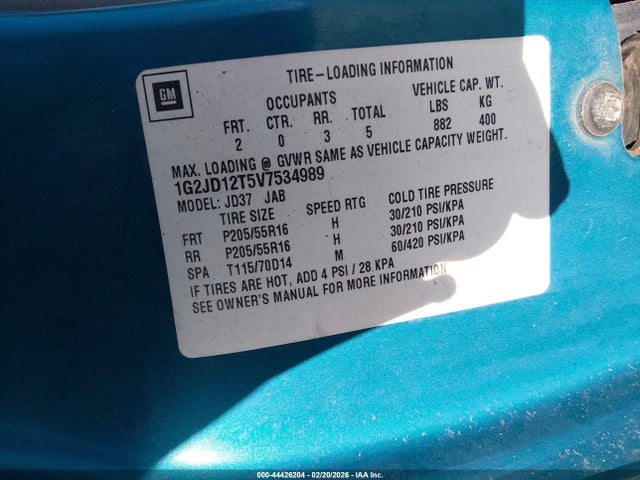 GM
TIRE-LOADING INFORMATION
OCCUPANTS VEHICLE CAP. WT.
FRT. CTR. RR. TOTAL LBS KG
2 0 3 5 882 400
MAX. LOADING @ GVWR SAME AS VEHICLE CAPACITY WEIGHT.
1G2JD12T5V7534989
MODEL: JD37 JAB
TIRE SIZE SPEED RTG COLD TIRE PRESSURE
FRT P205/55R16 H 30/210 PSI/KPA
RR P205/55R16 H 30/210 PSI/KPA
SPA T115/70D14 M 60/420 PSI/KPA
IF TIRES ARE HOT, ADD 4 PSI / 28 KPA
SEE OWNER'S MANUAL FOR MORE INFORMATION
000-44426204 - 02/20/2026 - IAA Inc.